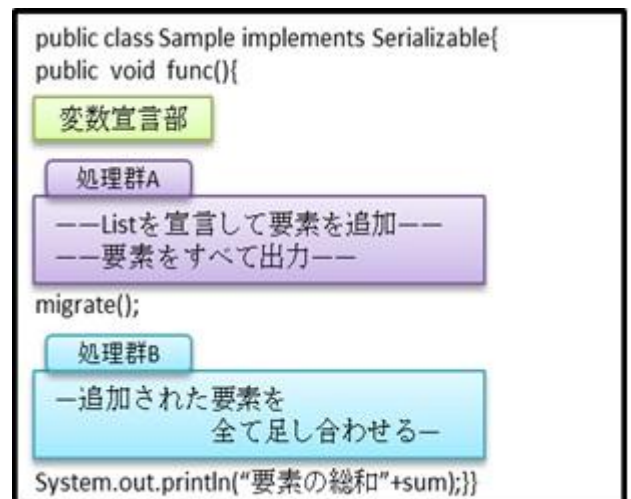 public class Sample implements Serializable{
public void func(){
変数宣言部
処理群A
——Listを宣言して要素を追加——
——要素をすべて出力——
migrate();
処理群B
—追加された要素を
全て足し合わせる—
System.out.println(“要素の総和”+sum);}}